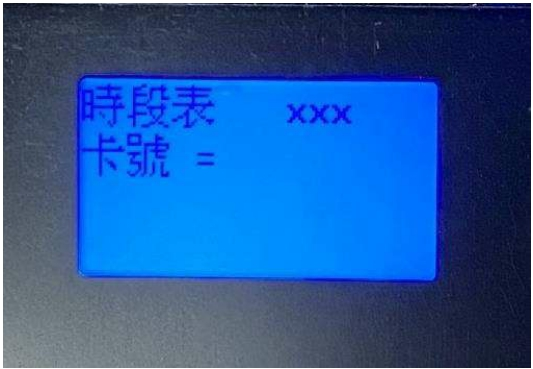 時段表 xxx
卡號 =